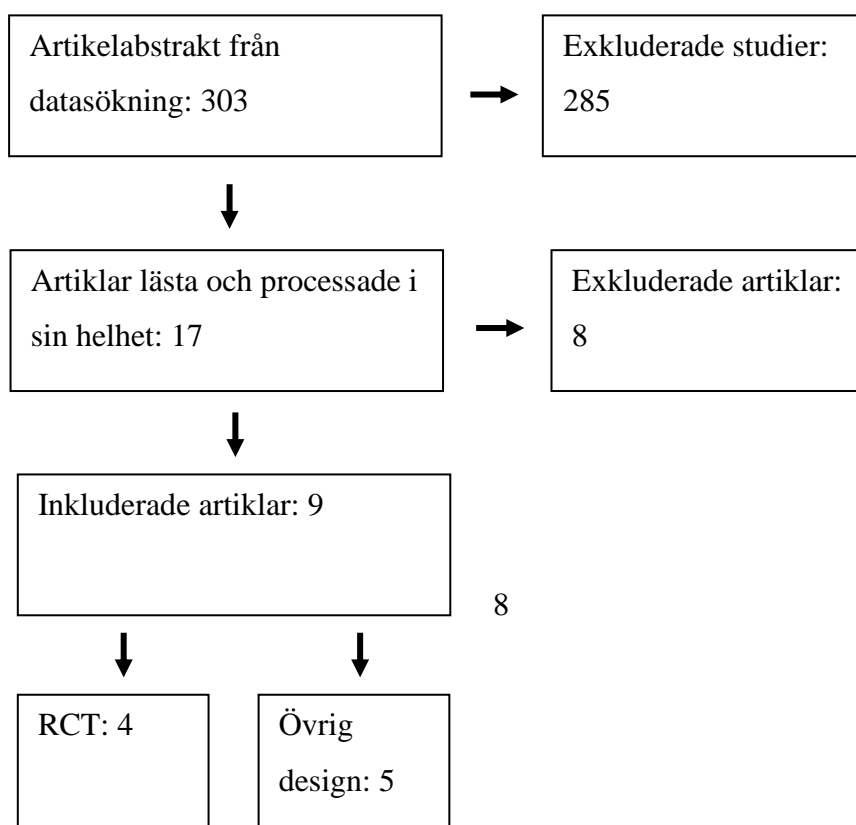 Artikelabstrakt från
datasökning: 303
Exkluderade studier:
285
Artiklar lästa och processade i
sin helhet: 17
Exkluderade artiklar:
8
Inkluderade artiklar: 9
8
RCT: 4
Övrig
design: 5